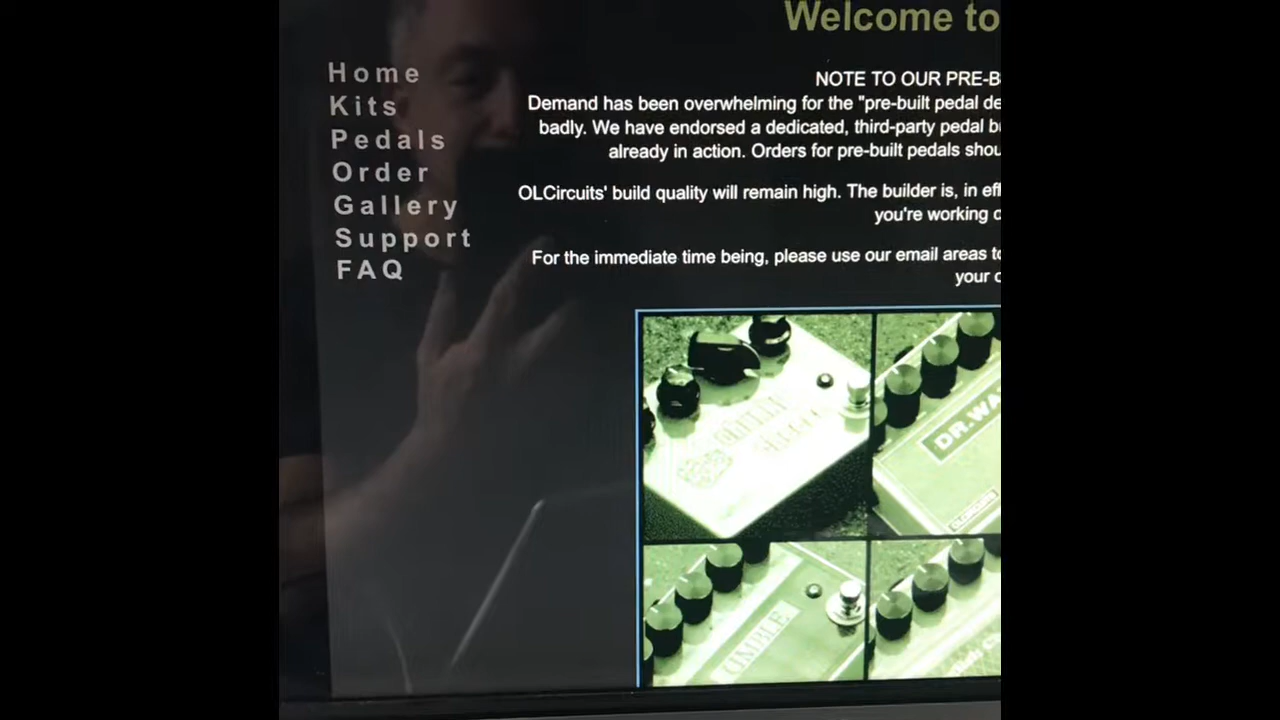 Welcome to
Home
Kits
Pedals
Order
Gallery
Support
FAQ
NOTE TO OUR PRE-B
Demand has been overwhelming for the "pre-built pedal de
badly. We have endorsed a dedicated, third-party pedal bu
already in action. Orders for pre-built pedals shou
OLCircuits' build quality will remain high. The builder is, in eff
you're working
For the immediate time being, please use our email areas to
your
DR.WA
OLCIRCUITS